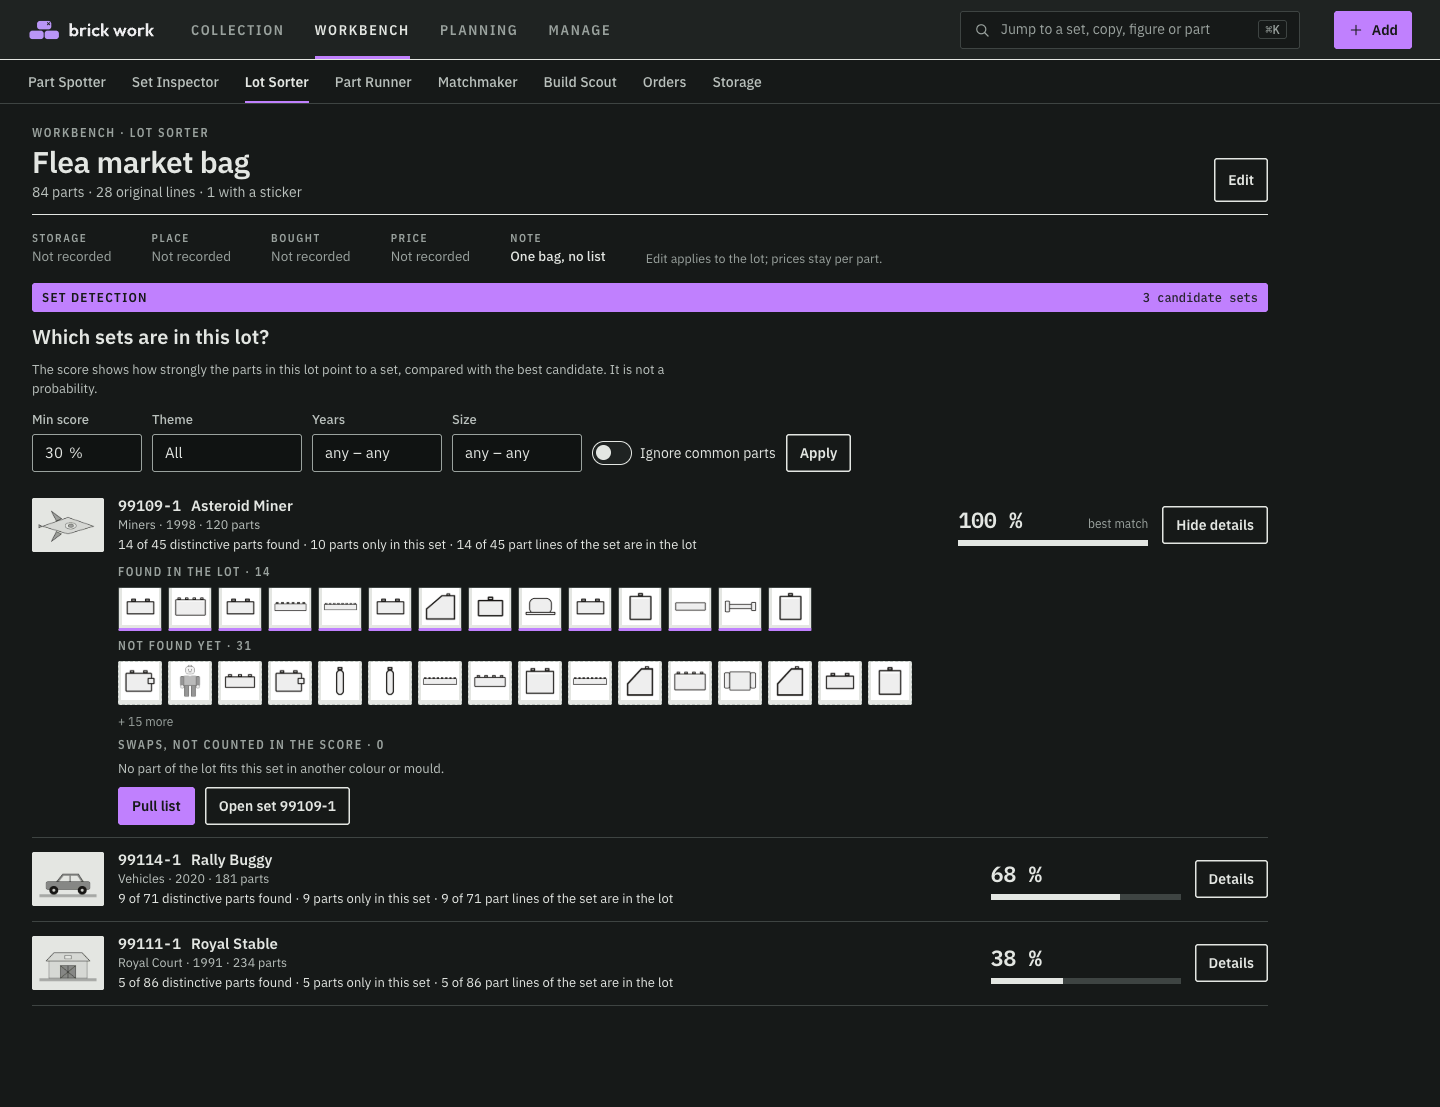 brick work COLLECTION WORKBENCH PLANNING MANAGE Jump to a set, copy, figure or part ⌘K + Add
Part Spotter Set Inspector Lot Sorter Part Runner Matchmaker Build Scout Orders Storage
WORKBENCH · LOT SORTER
Flea market bag
84 parts · 28 original lines · 1 with a sticker
Edit
STORAGE PLACE BOUGHT PRICE NOTE
Not recorded Not recorded Not recorded Not recorded One bag, no list Edit applies to the lot; prices stay per part.
SET DETECTION 3 candidate sets
Which sets are in this lot?
The score shows how strongly the parts in this lot point to a set, compared with the best candidate. It is not a
probability.
Min score Theme Years Size
30 % All any – any any – any Ignore common parts Apply
99109-1 Asteroid Miner
Miners · 1998 · 120 parts
14 of 45 distinctive parts found · 10 parts only in this set · 14 of 45 part lines of the set are in the lot
100 % best match Hide details
FOUND IN THE LOT · 14
NOT FOUND YET · 31
+ 15 more
SWAPS, NOT COUNTED IN THE SCORE · 0
No part of the lot fits this set in another colour or mould.
Pull list Open set 99109-1
99114-1 Rally Buggy
Vehicles · 2020 · 181 parts
9 of 71 distinctive parts found · 9 parts only in this set · 9 of 71 part lines of the set are in the lot
68 % Details
99111-1 Royal Stable
Royal Court · 1991 · 234 parts
5 of 86 distinctive parts found · 5 parts only in this set · 5 of 86 part lines of the set are in the lot
38 % Details